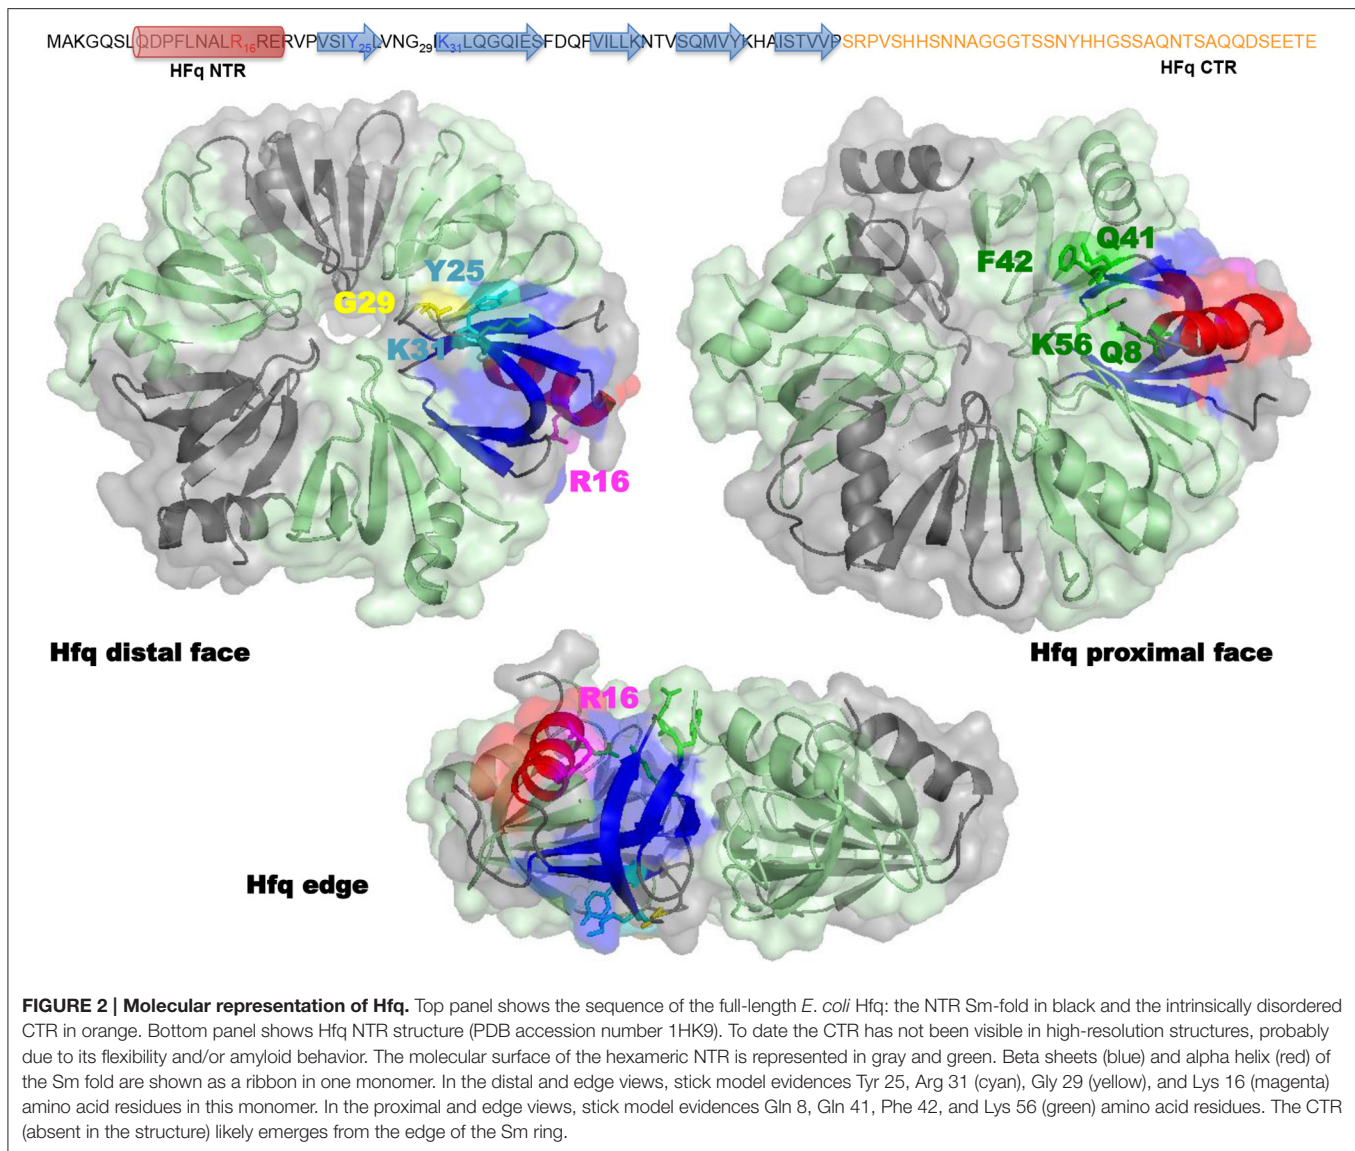 MAKGQSLQDPFLNALR₁₆RERVPVSIY₂₅LVNG₂₉IK₃₁LQGQIESFDQFVILLKNTVSQMVYKHAISTVVPSRPVSHHSNNAGGGTSSNYHHGSSAQNTSAQQDSEETE
HFq NTR
HFq CTR
Y25
G29
K31
R16
Q41
F42
K56
Q8
Hfq distal face
Hfq proximal face
R16
Hfq edge
FIGURE 2 | Molecular representation of Hfq. Top panel shows the sequence of the full-length E. coli Hfq: the NTR Sm-fold in black and the intrinsically disordered
CTR in orange. Bottom panel shows Hfq NTR structure (PDB accession number 1HK9). To date the CTR has not been visible in high-resolution structures, probably
due to its flexibility and/or amyloid behavior. The molecular surface of the hexameric NTR is represented in gray and green. Beta sheets (blue) and alpha helix (red) of
the Sm fold are shown as a ribbon in one monomer. In the distal and edge views, stick model evidences Tyr 25, Arg 31 (cyan), Gly 29 (yellow), and Lys 16 (magenta)
amino acid residues in this monomer. In the proximal and edge views, stick model evidences Gln 8, Gln 41, Phe 42, and Lys 56 (green) amino acid residues. The CTR
(absent in the structure) likely emerges from the edge of the Sm ring.